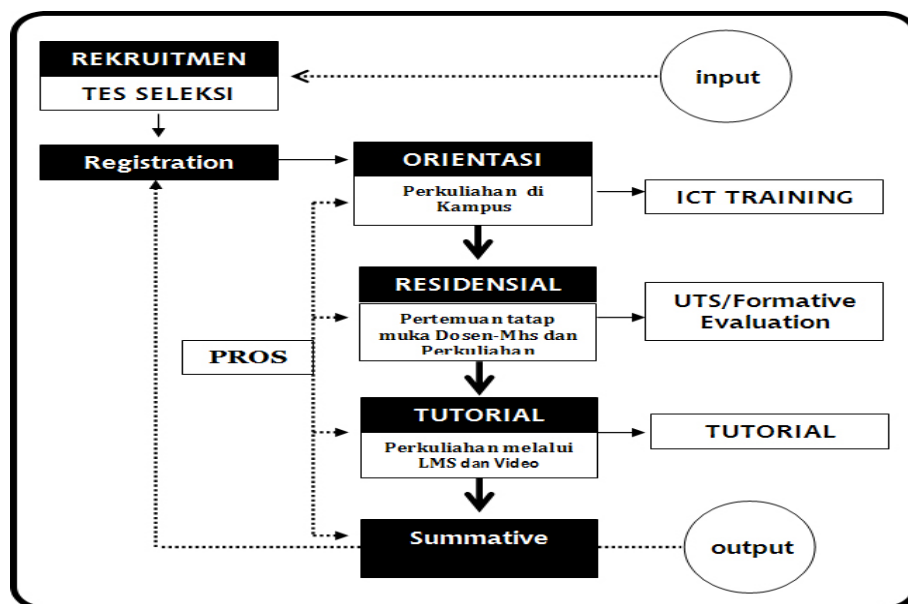 REKRUITMEN
TES SELEKSI
input
Registration
ORIENTASI
Perkuliahan di
Kampus
ICT TRAINING
RESIDENSIAL
Pertemuan tatap
muka Dosen-Mhs dan
Perkuliahan
UTS/Formative
Evaluation
PROS
TUTORIAL
Perkuliahan melalui
LMS dan Video
TUTORIAL
Summative
output